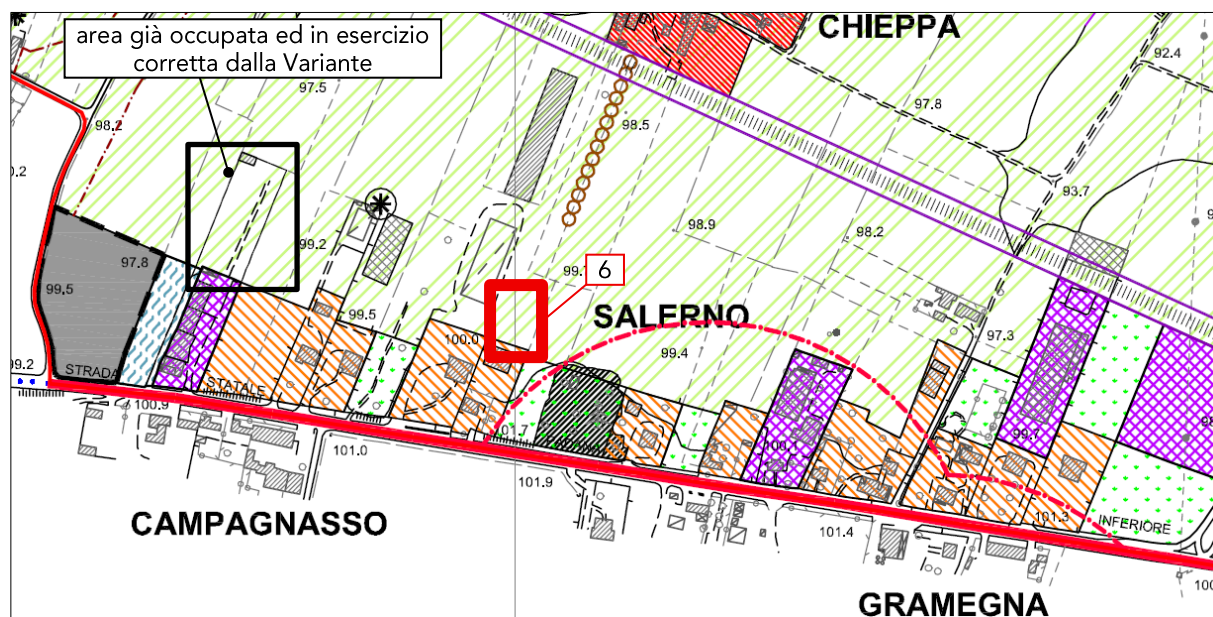 CHIEPPA
area già occupata ed in esercizio
corretta dalla Variante
92.4
97.5
97.8
98.2
98.5
93.7
98.9
98.2
99.2
97.8
6
99.5
SALERNO
99.5
100.0
97.3
99.4
99.2
STRADA
STATALE
100.9
101.0
99.7
101.9
101.3
INFERIORE
101.4
CAMPAGNASSO
GRAMEGNA